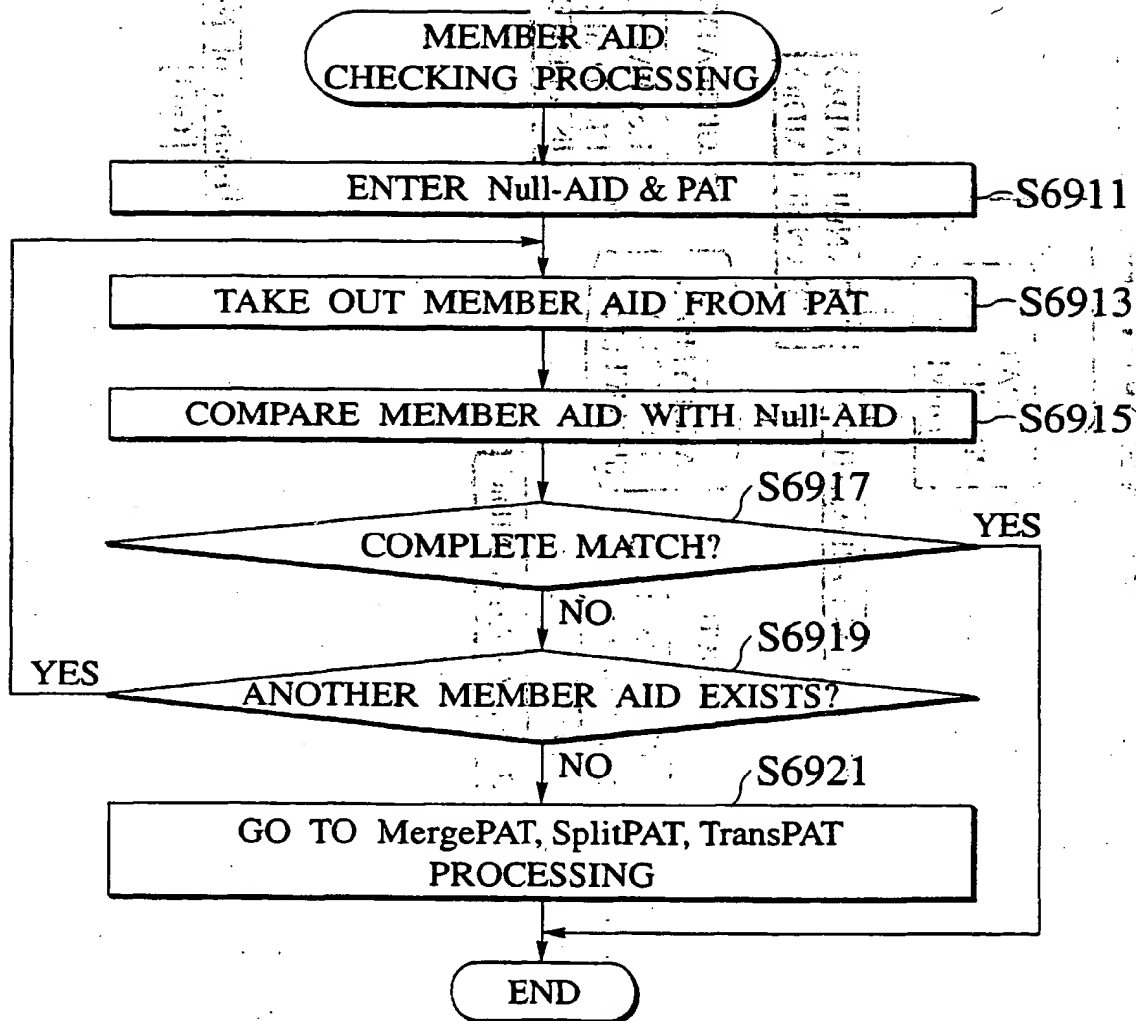 MEMBER AID
CHECKING PROCESSING
ENTER Null-AID & PAT
S6911
TAKE OUT MEMBER AID FROM PAT
S6913
COMPARE MEMBER AID WITH Null-AID
S6915
S6917
COMPLETE MATCH?
YES
NO
S6919
YES
ANOTHER MEMBER AID EXISTS?
NO
S6921
GO TO MergePAT, SplitPAT, TransPAT
PROCESSING
END